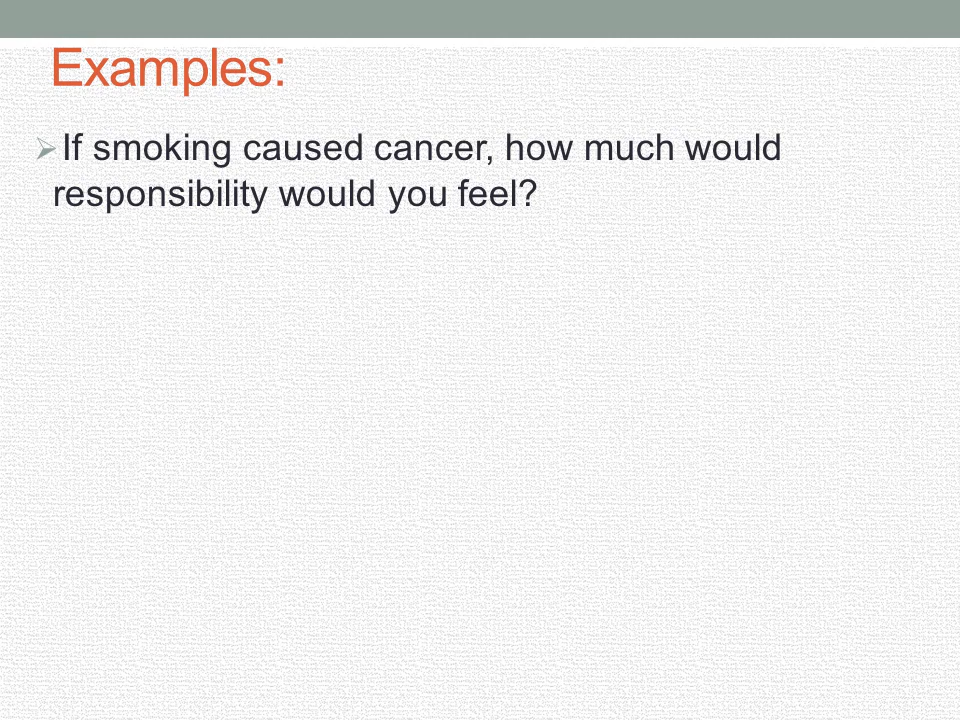 Examples:
If smoking caused cancer, how much would
responsibility would you feel?